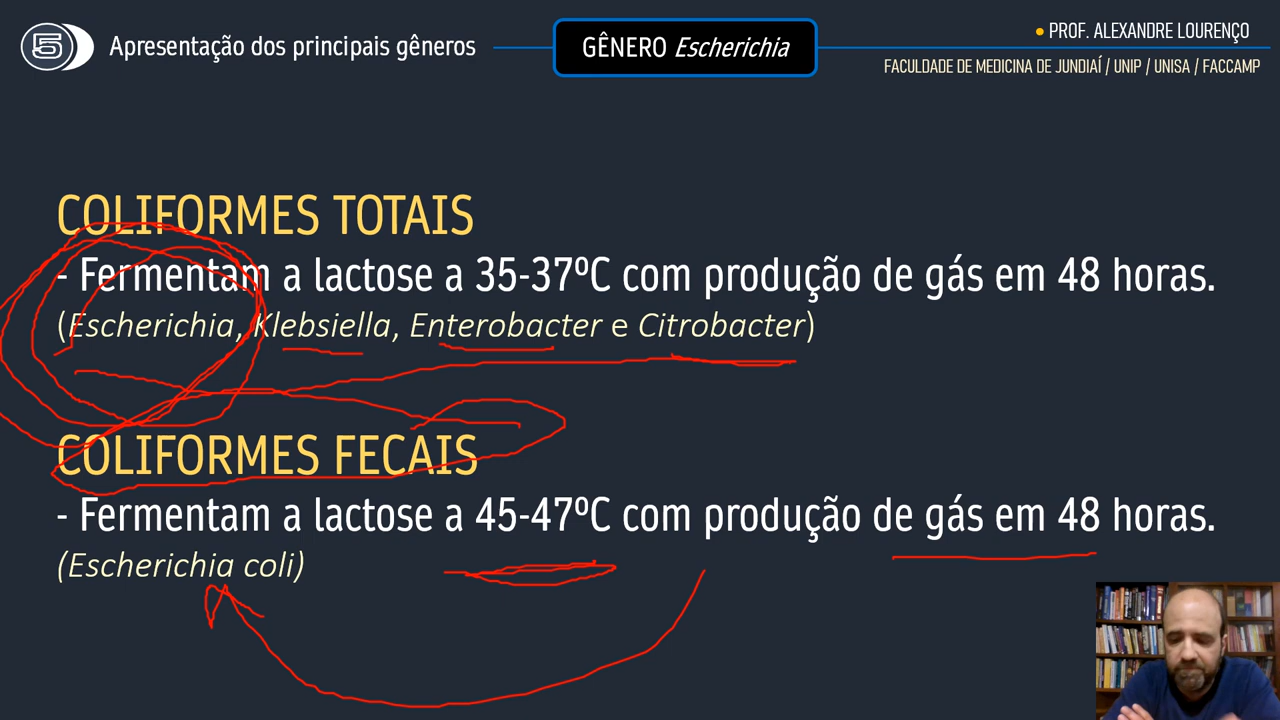 5
Apresentação dos principais gêneros
GÊNERO Escherichia
• PROF. ALEXANDRE LOURENÇO
FACULDADE DE MEDICINA DE JUNDIAÍ / UNIP / UNISA / FACCAMP
COLIFORMES TOTAIS
- Fermentam a lactose a 35-37ºC com produção de gás em 48 horas.
(Escherichia, Klebsiella, Enterobacter e Citrobacter)
COLIFORMES FECAIS
- Fermentam a lactose a 45-47ºC com produção de gás em 48 horas.
(Escherichia coli)